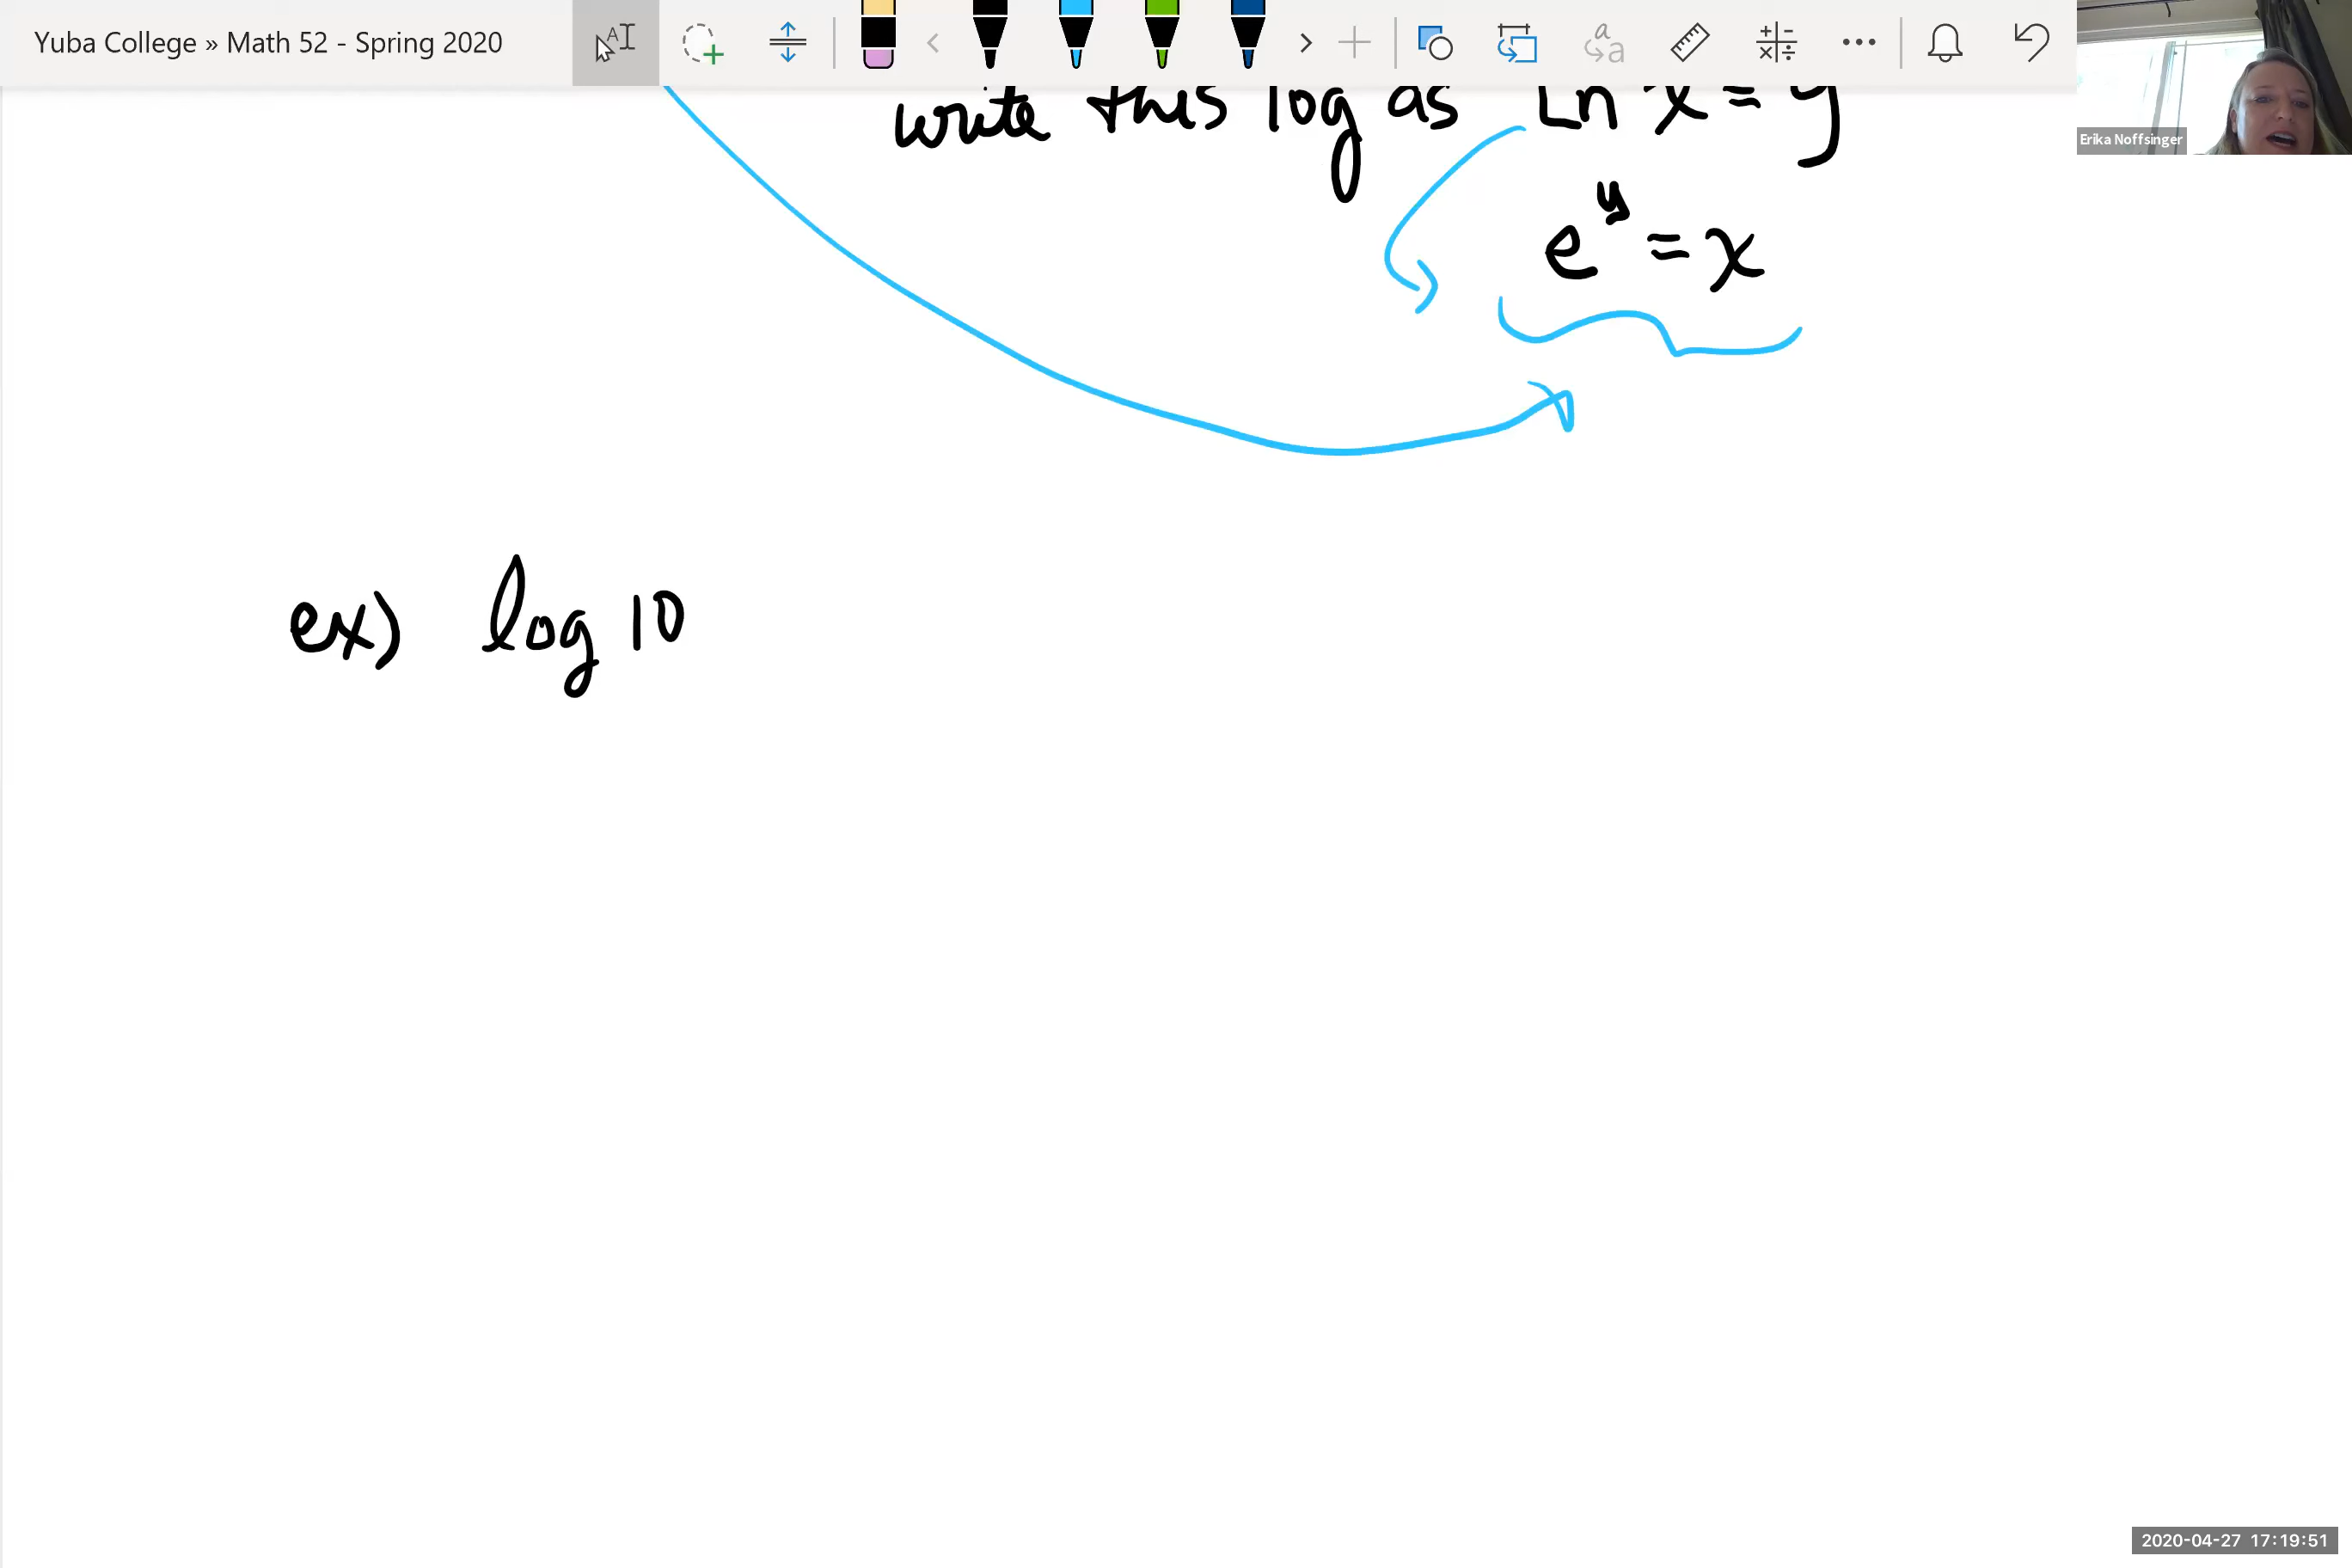 Yuba College » Math 52 - Spring 2020
Erika Noffsinger
write this log as ln x = y
e^y = x
ex) log 10
2020-04-27 17:19:51